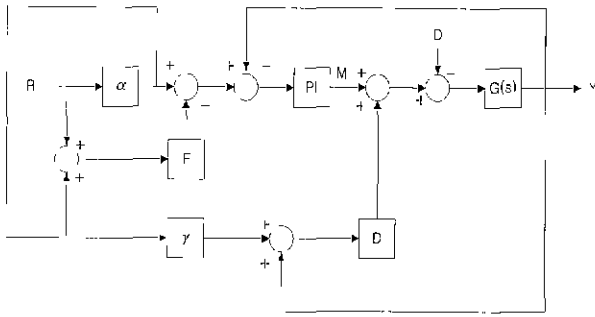 D
+ + − M + −
R α − PI + + G(s) Y
+
+ F
+
γ + D
+